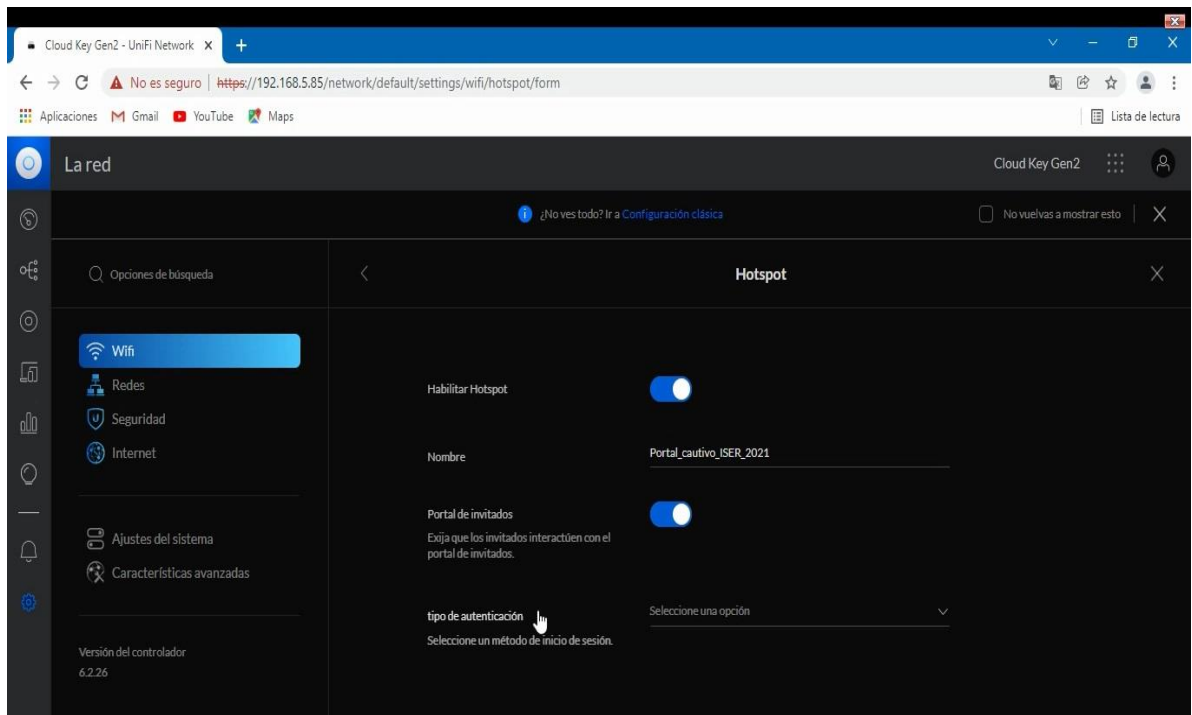 Cloud Key Gen2 - UniFi Network
No es seguro | https://192.168.5.85/network/default/settings/wifi/hotspot/form
Aplicaciones Gmail YouTube Maps Lista de lectura
La red Cloud Key Gen2
¿No ves todo? Ir a Configuración clásica No vuelvas a mostrar esto
Opciones de búsqueda Hotspot
Wifi
Redes
Seguridad
Internet
Ajustes del sistema
Características avanzadas
Versión del controlador
6.2.26
Habilitar Hotspot
Nombre Portal_cautivo_ISER_2021
Portal de invitados
Exija que los invitados interactúen con el
portal de invitados.
tipo de autenticación Seleccione una opción
Seleccione un método de inicio de sesión.